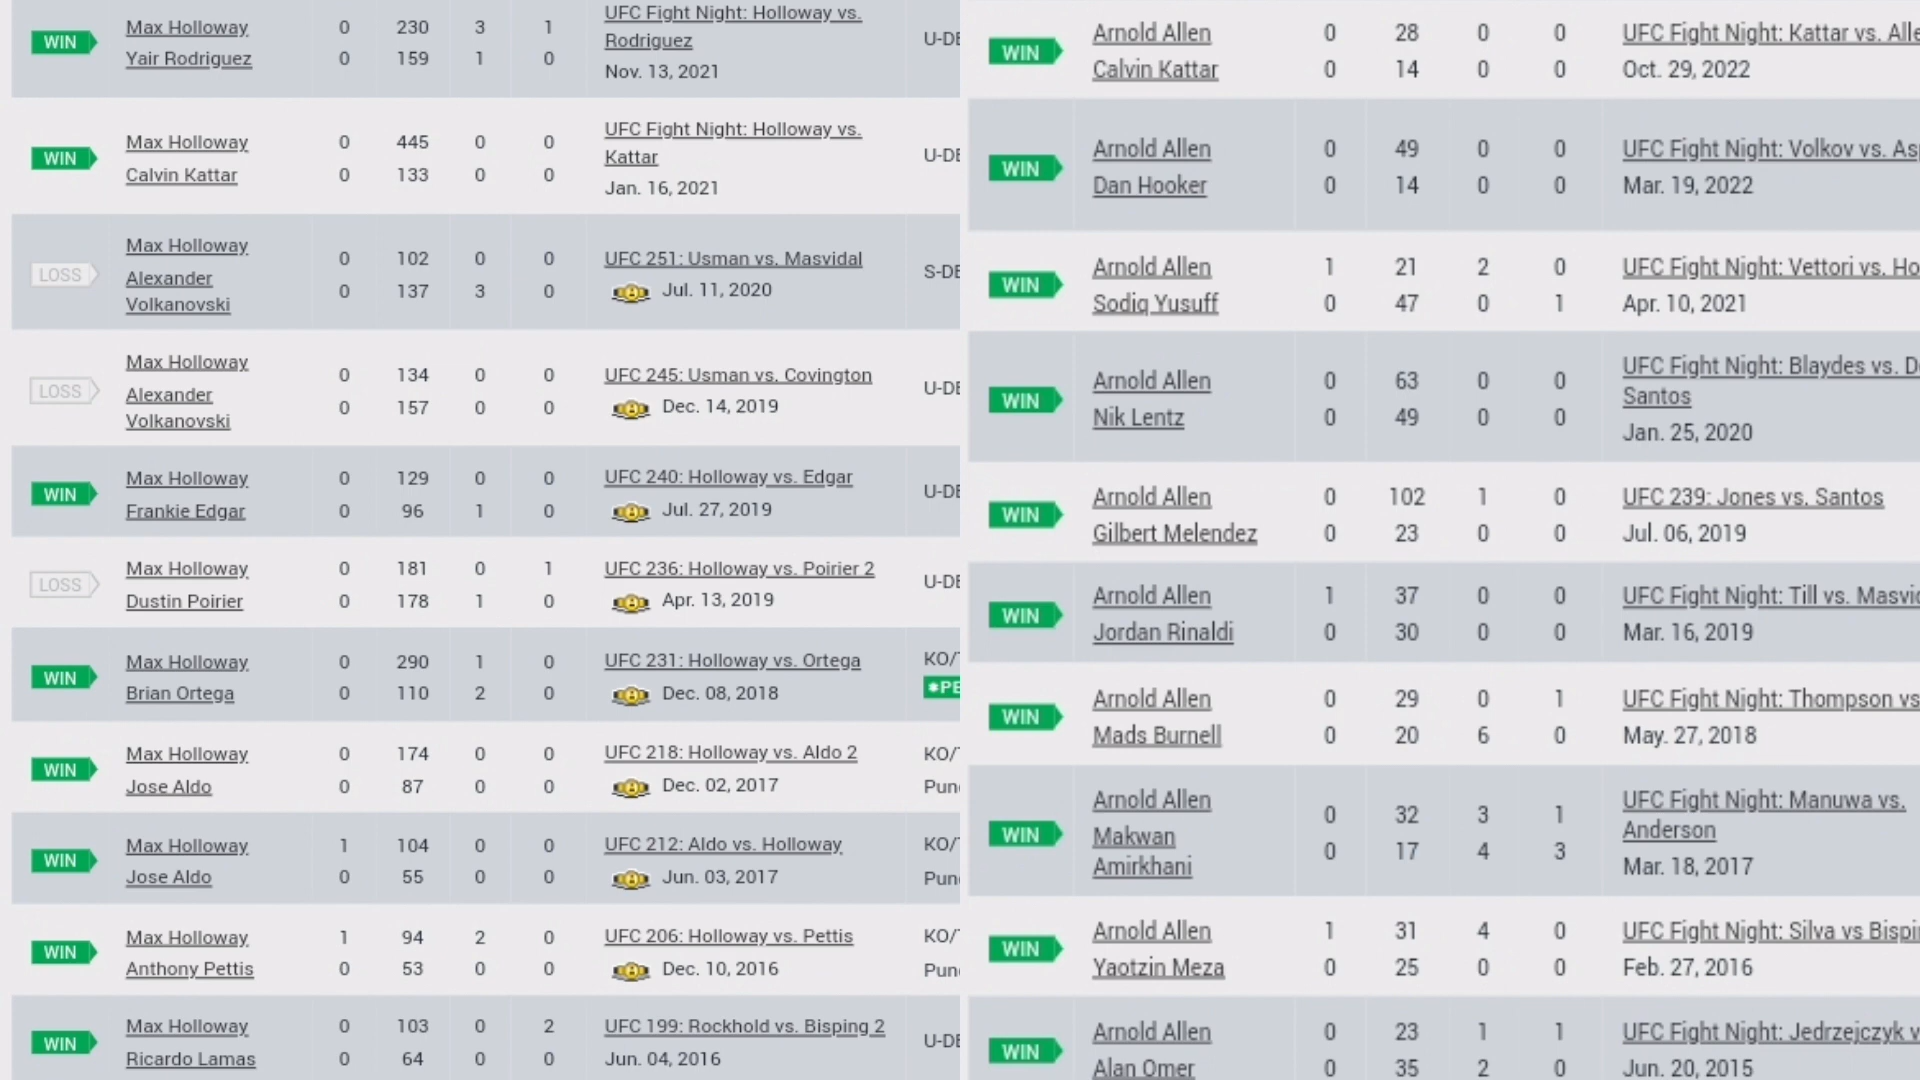 WIN
Max Holloway 0 230 3 1
Yair Rodriguez 0 159 1 0
UFC Fight Night: Holloway vs.
Rodriguez
Nov. 13, 2021
U-DE
WIN
Max Holloway 0 445 0 0
Calvin Kattar 0 133 0 0
UFC Fight Night: Holloway vs.
Kattar
Jan. 16, 2021
U-DE
LOSS
Max Holloway 0 102 0 0
Alexander
Volkanovski 0 137 3 0
UFC 251: Usman vs. Masvidal
Jul. 11, 2020
S-DE
LOSS
Max Holloway 0 134 0 0
Alexander
Volkanovski 0 157 0 0
UFC 245: Usman vs. Covington
Dec. 14, 2019
U-DE
WIN
Max Holloway 0 129 0 0
Frankie Edgar 0 96 1 0
UFC 240: Holloway vs. Edgar
Jul. 27, 2019
U-DE
LOSS
Max Holloway 0 181 0 1
Dustin Poirier 0 178 1 0
UFC 236: Holloway vs. Poirier 2
Apr. 13, 2019
U-DE
WIN
Max Holloway 0 290 1 0
Brian Ortega 0 110 2 0
UFC 231: Holloway vs. Ortega
Dec. 08, 2018
KO/
PE
WIN
Max Holloway 0 174 0 0
Jose Aldo 0 87 0 0
UFC 218: Holloway vs. Aldo 2
Dec. 02, 2017
KO/
Pun
WIN
Max Holloway 1 104 0 0
Jose Aldo 0 55 0 0
UFC 212: Aldo vs. Holloway
Jun. 03, 2017
KO/
Pun
WIN
Max Holloway 1 94 2 0
Anthony Pettis 0 53 0 0
UFC 206: Holloway vs. Pettis
Dec. 10, 2016
KO/
Pun
WIN
Max Holloway 0 103 0 2
Ricardo Lamas 0 64 0 0
UFC 199: Rockhold vs. Bisping 2
Jun. 04, 2016
U-DE
WIN
Arnold Allen 0 28 0 0
Calvin Kattar 0 14 0 0
UFC Fight Night: Kattar vs. Alle
Oct. 29, 2022
WIN
Arnold Allen 0 49 0 0
Dan Hooker 0 14 0 0
UFC Fight Night: Volkov vs. Asp
Mar. 19, 2022
WIN
Arnold Allen 1 21 2 0
Sodiq Yusuff 0 47 0 1
UFC Fight Night: Vettori vs. Ho
Apr. 10, 2021
WIN
Arnold Allen 0 63 0 0
Nik Lentz 0 49 0 0
UFC Fight Night: Blaydes vs. D
Santos
Jan. 25, 2020
WIN
Arnold Allen 0 102 1 0
Gilbert Melendez 0 23 0 0
UFC 239: Jones vs. Santos
Jul. 06, 2019
WIN
Arnold Allen 1 37 0 0
Jordan Rinaldi 0 30 0 0
UFC Fight Night: Till vs. Masvid
Mar. 16, 2019
WIN
Arnold Allen 0 29 0 1
Mads Burnell 0 20 6 0
UFC Fight Night: Thompson vs
May. 27, 2018
WIN
Arnold Allen 0 32 3 1
Makwan
Amirkhani 0 17 4 3
UFC Fight Night: Manuwa vs.
Anderson
Mar. 18, 2017
WIN
Arnold Allen 1 31 4 0
Yaotzin Meza 0 25 0 0
UFC Fight Night: Silva vs Bispin
Feb. 27, 2016
WIN
Arnold Allen 0 23 1 1
Alan Omer 0 35 2 0
UFC Fight Night: Jedrzejczyk v
Jun. 20, 2015